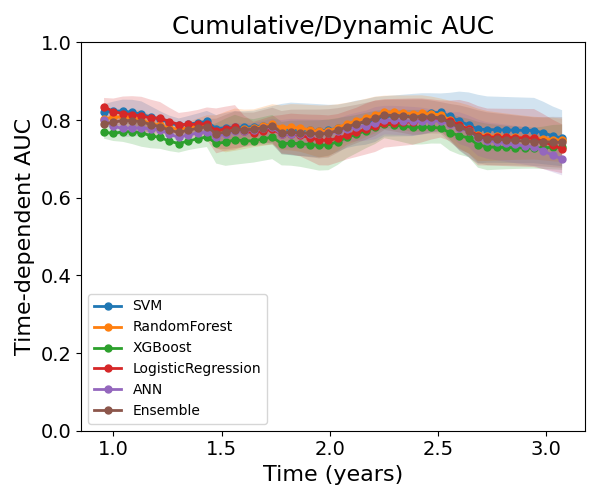 Cumulative/Dynamic AUC
Time-dependent AUC
1.0
0.8
0.6
0.4
0.2
0.0
SVM
RandomForest
XGBoost
LogisticRegression
ANN
Ensemble
1.0 1.5 2.0 2.5 3.0
Time (years)